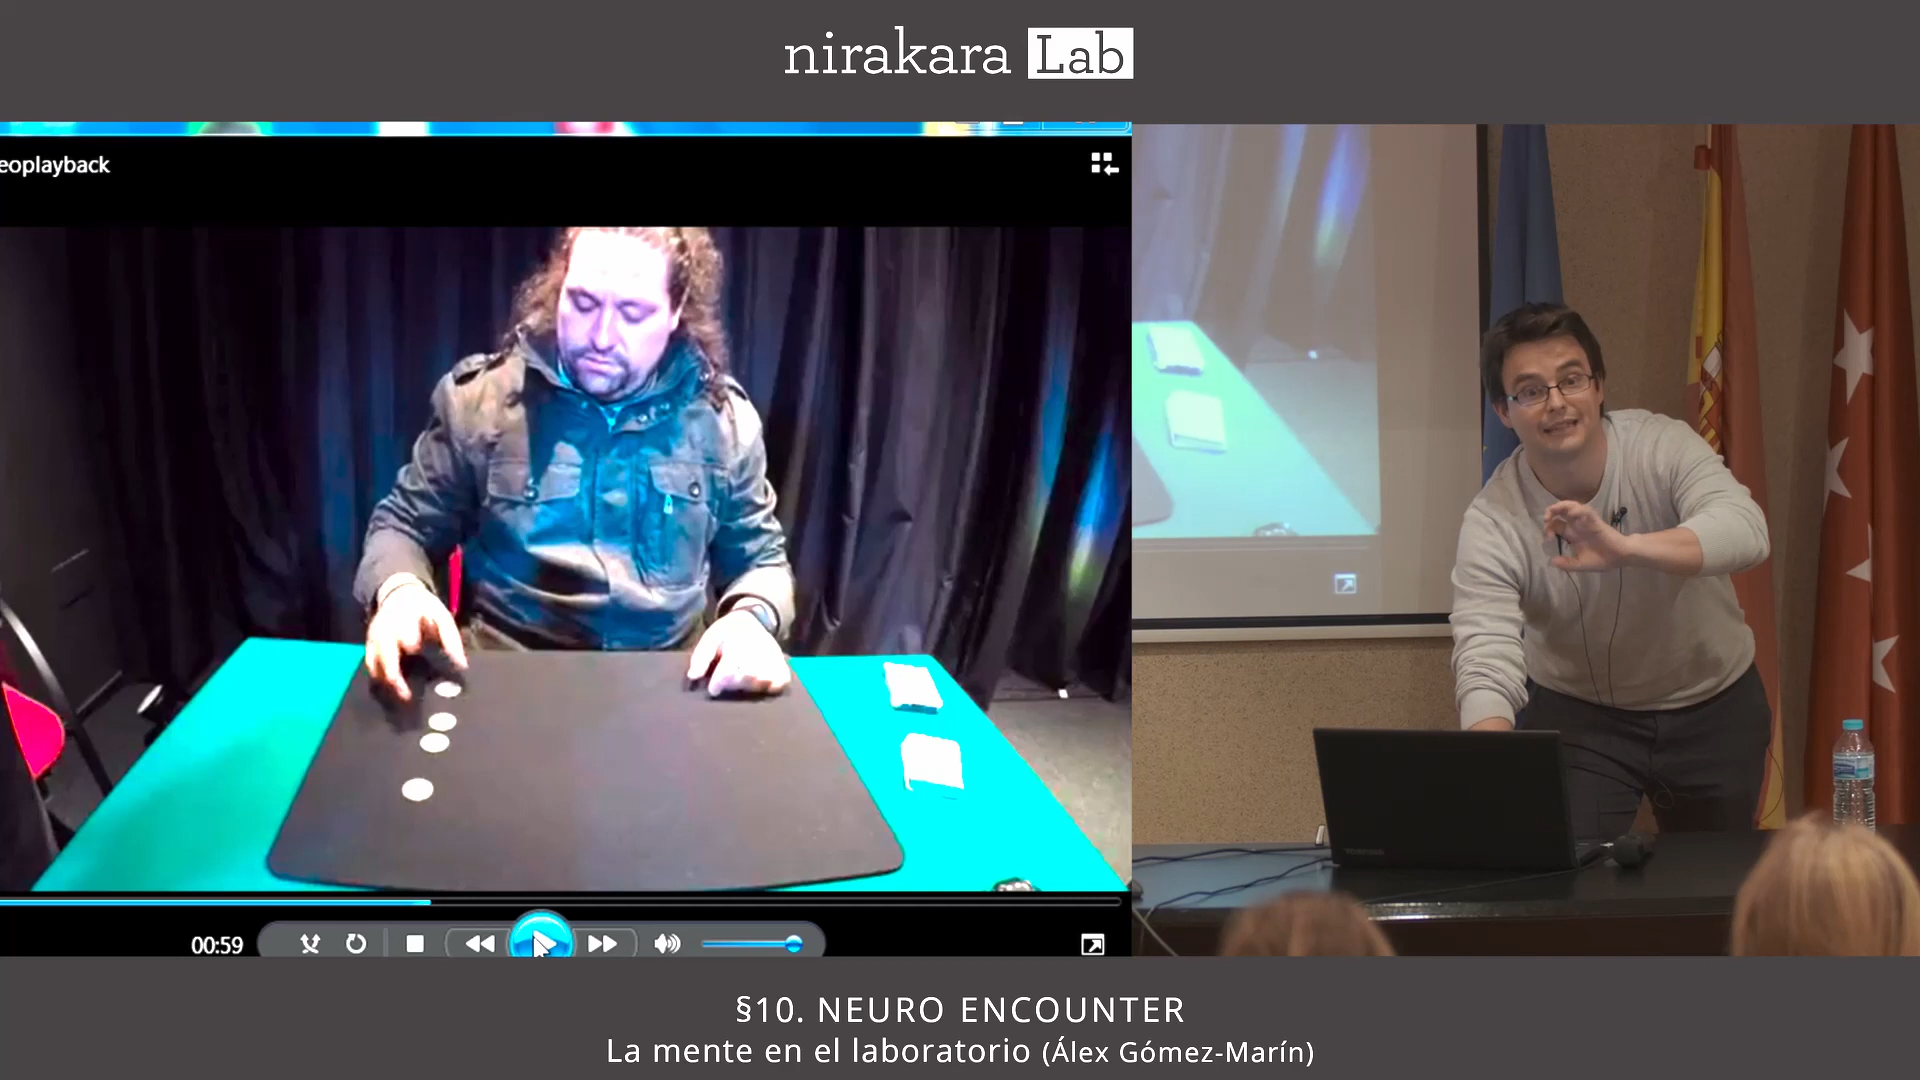 nirakara Lab
eoplayback
00:59
§10. NEURO ENCOUNTER
La mente en el laboratorio (Álex Gómez-Marín)